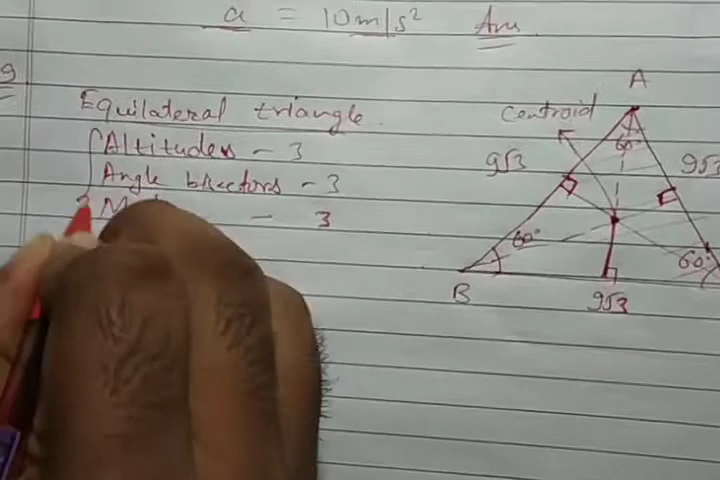 a = 10m/s² Ans.
9
Equilateral triangle.
Altitudes - 3
Angle bisectors - 3
- 3
A
Centroid
60°
9√3
9√3
60°
60°
B
9√3